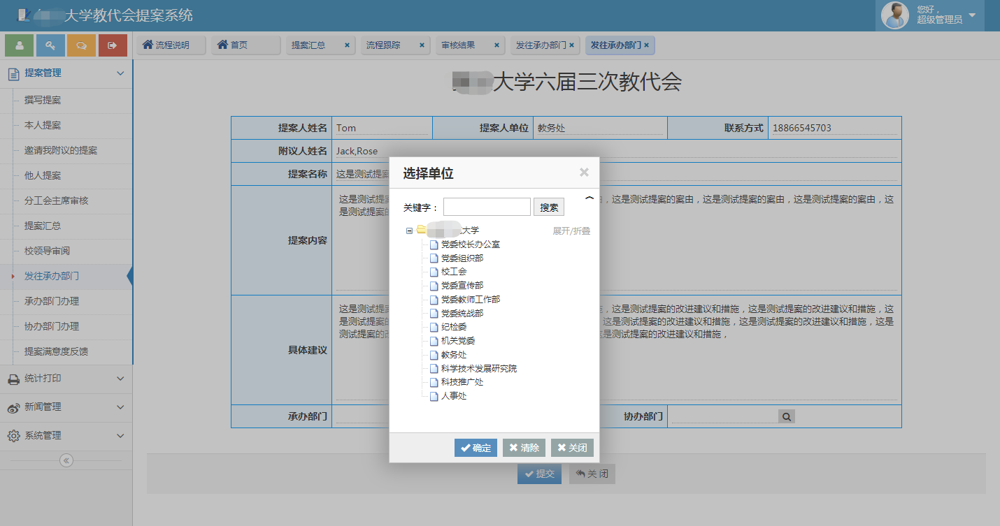 大学教代会提案系统
您好，
超级管理员
流程说明 首页 提案汇总 × 流程跟踪 × 审核结果 × 发往承办部门 × 发往承办部门 ×
提案管理
撰写提案
本人提案
邀请我附议的提案
他人提案
分工会主席审核
提案汇总
校领导审阅
发往承办部门
承办部门办理
协办部门办理
提案满意度反馈
统计打印
新闻管理
系统管理
大学六届三次教代会
提案人姓名 Tom 提案人单位 教务处 联系方式 18866545703
附议人姓名 Jack,Rose
提案名称 这是测试提案
提案内容
这是测试提案 ，这是测试提案的案由，这是测试提案的案由，这是测试提案的案由，这
是测试提案的
具体建议
这是测试提案 ，这是测试提案的改进建议和措施，这是测试提案的改进建议和措施，这
是测试提案的 这是测试提案的改进建议和措施，这是测试提案的改进建议和措施，这是
测试提案的改 是测试提案的改进建议和措施，
承办部门 协办部门
提交 关 闭
选择单位 ×
关键字： 搜索
大学 展开/折叠
党委校长办公室
党委组织部
校工会
党委宣传部
党委教师工作部
党委统战部
纪检委
机关党委
教务处
科学技术发展研究院
科技推广处
人事处
确定 清除 关闭